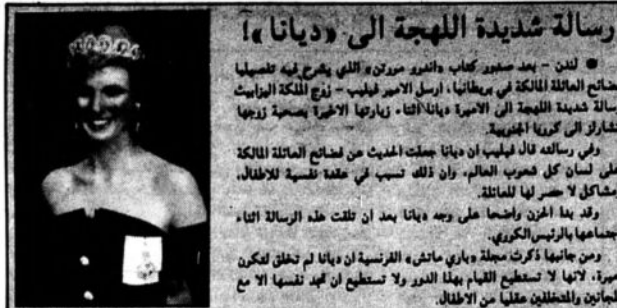 رسالة شديدة اللهجة الى «ديانا»!
● لندن - بعد صدور كتاب «اندرو مورتن» الذي يشرح فيه تفصيليا
فضائح العائلة المالكة في بريطانيا، ارسل الامير فيليب - زوج الملكة اليزابيث
رسالة شديدة اللهجة الى الاميرة ديانا اثناء زيارتها الاخيرة بصحبة زوجها
تشارلز الى كوريا الجنوبية.
وفي رسالته قال فيليب ان ديانا جعلت الحديث عن فضائح العائلة المالكة
على لسان كل شعوب العالم، وان ذلك تسبب في عقدة نفسية للاطفال،
مشاكل لا حصر لها للعائلة.
وقد بدا الحزن واضحا على وجه ديانا بعد ان تلقت هذه الرسالة اثناء
جتماعها بالرئيس الكوري.
ومن جانبها ذكرت مجلة «باري ماتش» الفرنسية ان ديانا لم تخلق لتكون
ميرة، لانها لا تستطيع القيام بهذا الدور ولا تستطيع ان تجد نفسها الا مع
لمجانين والمتخلفين عقليا من الاطفال.